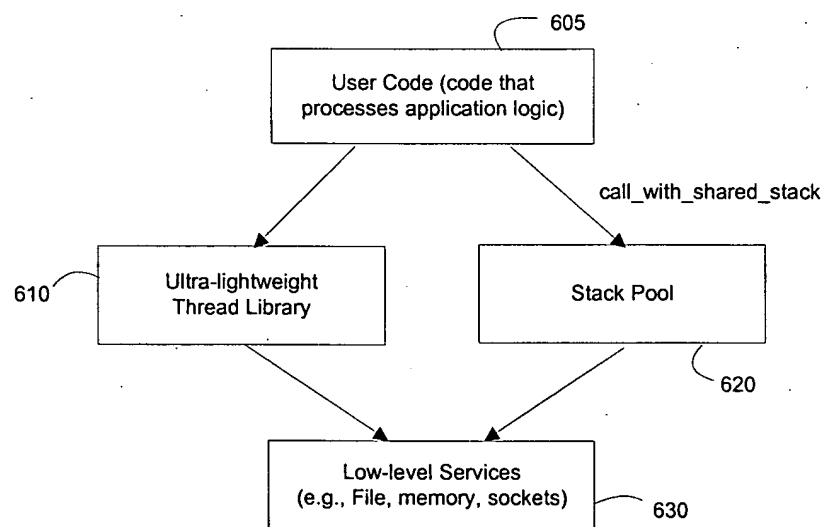 605
User Code (code that
processes application logic)
call_with_shared_stack
610
Ultra-lightweight
Thread Library
Stack Pool
620
Low-level Services
(e.g., File, memory, sockets)
630